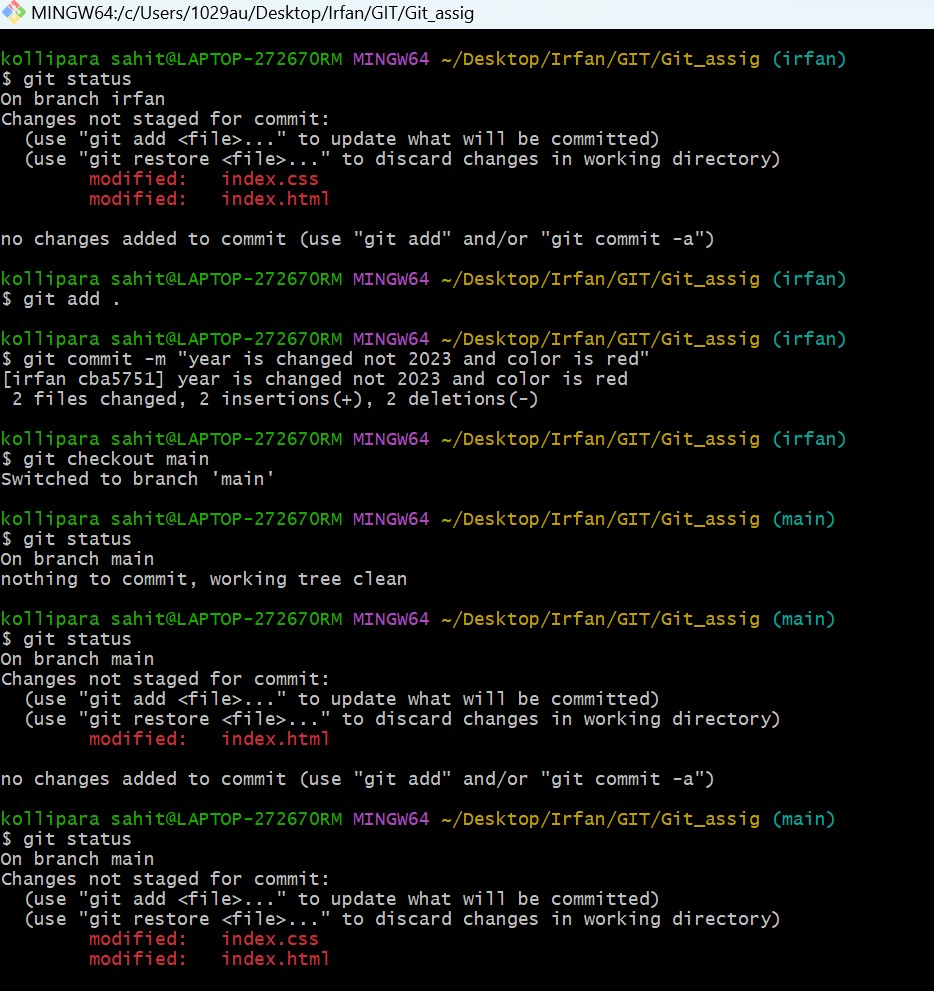 MINGW64:/c/Users/1029au/Desktop/Irfan/GIT/Git_assig
kollipara sahit@LAPTOP-27267ORM MINGW64 ~/Desktop/Irfan/GIT/Git_assig (irfan)
$ git status
On branch irfan
Changes not staged for commit:
  (use "git add <file>..." to update what will be committed)
  (use "git restore <file>..." to discard changes in working directory)
        modified:   index.css
        modified:   index.html
no changes added to commit (use "git add" and/or "git commit -a")
kollipara sahit@LAPTOP-27267ORM MINGW64 ~/Desktop/Irfan/GIT/Git_assig (irfan)
$ git add .
kollipara sahit@LAPTOP-27267ORM MINGW64 ~/Desktop/Irfan/GIT/Git_assig (irfan)
$ git commit -m "year is changed not 2023 and color is red"
[irfan cba5751] year is changed not 2023 and color is red
 2 files changed, 2 insertions(+), 2 deletions(-)
kollipara sahit@LAPTOP-27267ORM MINGW64 ~/Desktop/Irfan/GIT/Git_assig (irfan)
$ git checkout main
Switched to branch 'main'
kollipara sahit@LAPTOP-27267ORM MINGW64 ~/Desktop/Irfan/GIT/Git_assig (main)
$ git status
On branch main
nothing to commit, working tree clean
kollipara sahit@LAPTOP-27267ORM MINGW64 ~/Desktop/Irfan/GIT/Git_assig (main)
$ git status
On branch main
Changes not staged for commit:
  (use "git add <file>..." to update what will be committed)
  (use "git restore <file>..." to discard changes in working directory)
        modified:   index.html
no changes added to commit (use "git add" and/or "git commit -a")
kollipara sahit@LAPTOP-27267ORM MINGW64 ~/Desktop/Irfan/GIT/Git_assig (main)
$ git status
On branch main
Changes not staged for commit:
  (use "git add <file>..." to update what will be committed)
  (use "git restore <file>..." to discard changes in working directory)
        modified:   index.css
        modified:   index.html